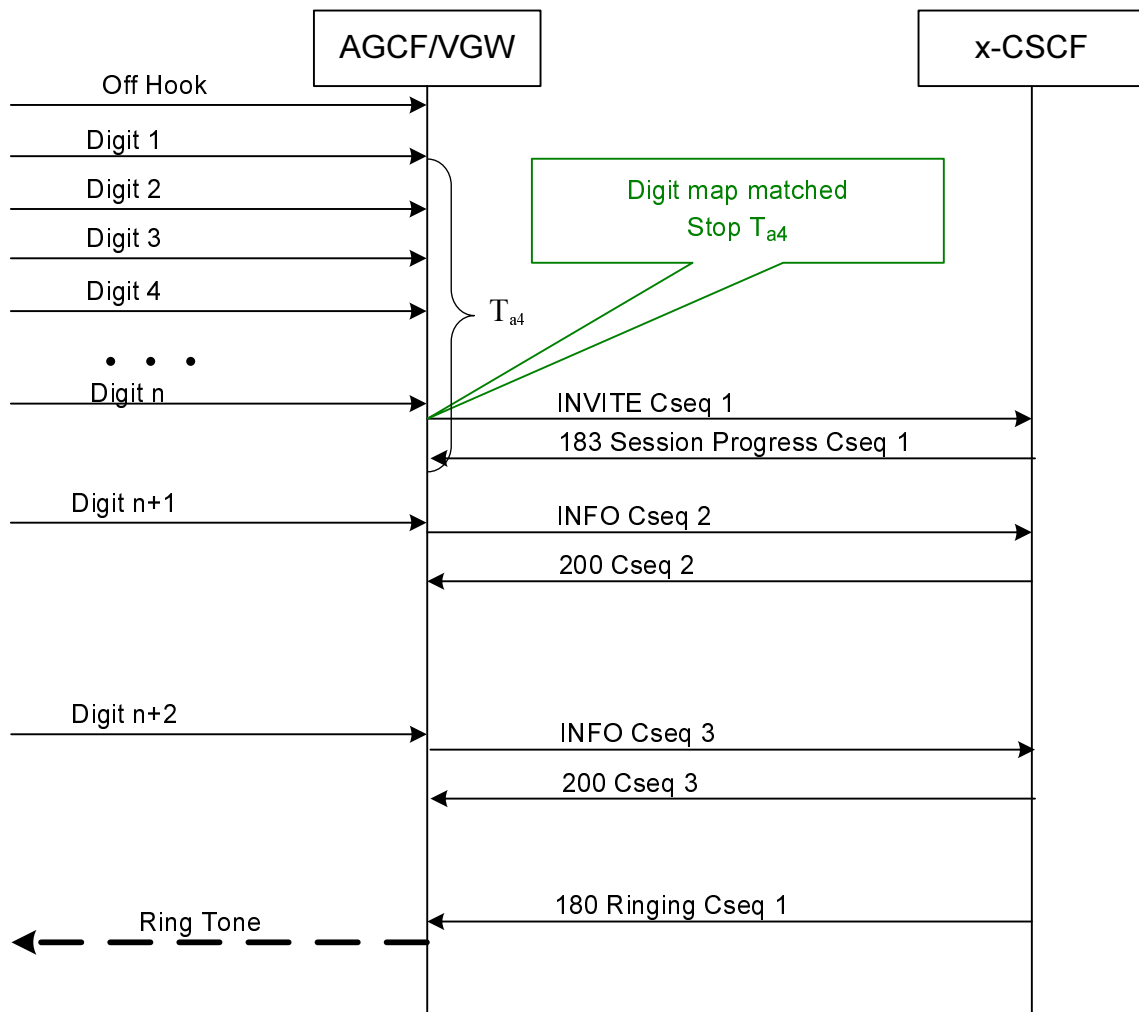 AGCF/VGW
x-CSCF
Off Hook
Digit 1
Digit 2
Digit map matched
Stop Ta4
Digit 3
Digit 4
Ta4
• • •
Digit n
INVITE Cseq 1
183 Session Progress Cseq 1
Digit n+1
INFO Cseq 2
200 Cseq 2
Digit n+2
INFO Cseq 3
200 Cseq 3
180 Ringing Cseq 1
Ring Tone